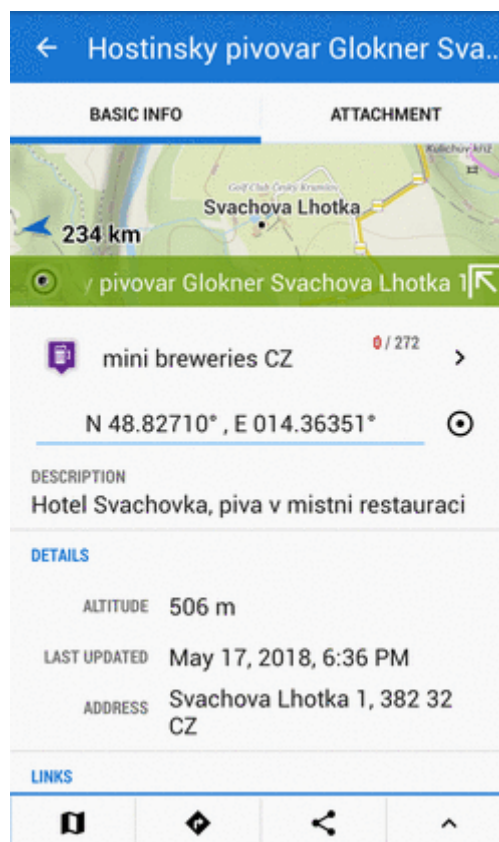 Hostinsky pivovar Glokner Sva..
BASIC INFO
ATTACHMENT
Kulichův kříž
Golf Club Český Krumlov
Svachova Lhotka
234 km
y pivovar Glokner Svachova Lhotka 1
mini breweries CZ
0 / 272
N 48.82710° , E 014.36351°
DESCRIPTION
Hotel Svachovka, piva v mistni restauraci
DETAILS
ALTITUDE 506 m
LAST UPDATED May 17, 2018, 6:36 PM
ADDRESS Svachova Lhotka 1, 382 32
CZ
LINKS